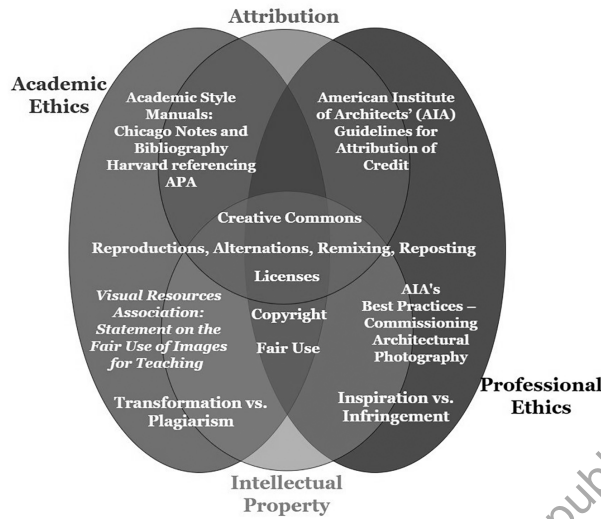 Attribution
Academic
Ethics
Academic Style
Manuals:
Chicago Notes and
Bibliography
Harvard referencing
APA
American Institute
of Architects’ (AIA)
Guidelines for
Attribution of
Credit
Creative Commons
Reproductions, Alternations, Remixing, Reposting
Licenses
Visual Resources
Association:
Statement on the
Fair Use of Images
for Teaching
Copyright
Fair Use
AIA's
Best Practices –
Commissioning
Architectural
Photography
Transformation vs.
Plagiarism
Inspiration vs.
Infringement
Professional
Ethics
Intellectual
Property
publi